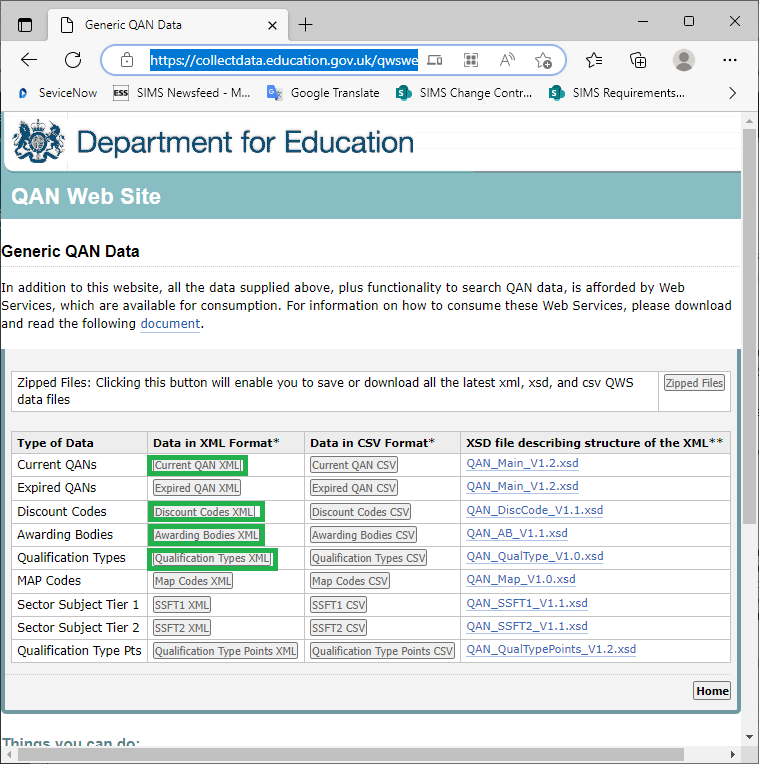 Generic QAN Data
https://collectdata.education.gov.uk/qwswe
SeviceNow ESS SIMS Newsfeed - M... Google Translate SIMS Change Contr... SIMS Requirements...
Department for Education
QAN Web Site
Generic QAN Data
In addition to this website, all the data supplied above, plus functionality to search QAN data, is afforded by Web
Services, which are available for consumption. For information on how to consume these Web Services, please download
and read the following document.
Zipped Files: Clicking this button will enable you to save or download all the latest xml, xsd, and csv QWS Zipped Files
data files
Type of Data Data in XML Format* Data in CSV Format* XSD file describing structure of the XML**
Current QANs Current QAN XML Current QAN CSV QAN_Main_V1.2.xsd
Expired QANs Expired QAN XML Expired QAN CSV QAN_Main_V1.2.xsd
Discount Codes Discount Codes XML Discount Codes CSV QAN_DiscCode_V1.1.xsd
Awarding Bodies Awarding Bodies XML Awarding Bodies CSV QAN_AB_V1.1.xsd
Qualification Types Qualification Types XML Qualification Types CSV QAN_QualType_V1.0.xsd
MAP Codes Map Codes XML Map Codes CSV QAN_Map_V1.0.xsd
Sector Subject Tier 1 SSFT1 XML SSFT1 CSV QAN_SSFT1_V1.1.xsd
Sector Subject Tier 2 SSFT2 XML SSFT2 CSV QAN_SSFT2_V1.1.xsd
Qualification Type Pts Qualification Type Points XML Qualification Type Points CSV QAN_QualTypePoints_V1.2.xsd
Home
Things you can do: